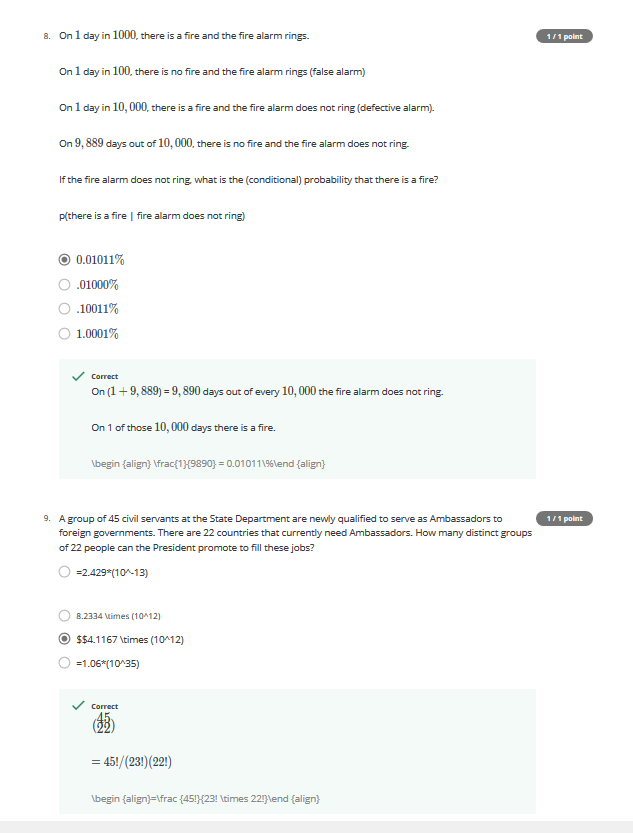 8. On 1 day in 1000, there is a fire and the fire alarm rings.
1 / 1 point
On 1 day in 100, there is no fire and the fire alarm rings (false alarm)
On 1 day in 10, 000, there is a fire and the fire alarm does not ring (defective alarm).
On 9, 889 days out of 10, 000, there is no fire and the fire alarm does not ring.
If the fire alarm does not ring, what is the (conditional) probability that there is a fire?
p(there is a fire | fire alarm does not ring)
0.01011%
.01000%
.10011%
1.0001%
Correct
On (1 + 9, 889) = 9, 890 days out of every 10, 000 the fire alarm does not ring.
On 1 of those 10, 000 days there is a fire.
\begin {align} \frac{1}{9890} = 0.01011\%\end {align}
9. A group of 45 civil servants at the State Department are newly qualified to serve as Ambassadors to
1 / 1 point
foreign governments. There are 22 countries that currently need Ambassadors. How many distinct groups
of 22 people can the President promote to fill these jobs?
=2.429*(10^-13)
8.2334 \times (10^12)
$$4.1167 \times (10^12)
=1.06*(10^35)
Correct
(45
22)
= 45!/(23!)(22!)
\begin {align}=\frac {45!}{23! \times 22!}\end {align}